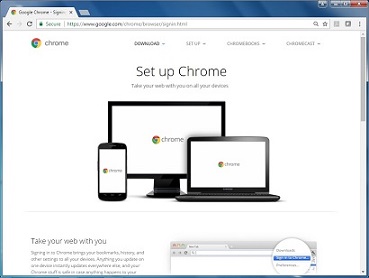 Google Chrome - Signin
Secure https://www.google.com/chrome/browser/signin.html
chrome DOWNLOAD SET UP CHROMEBOOKS CHROMECAST
Set up Chrome
Take your web with you on all your devices
chrome
chrome
chrome
Take your web with you
Signing in to Chrome brings your bookmarks, history, and
other settings to all your devices. Anything you update on
one device instantly updates everywhere else, and your
Chrome stuff is safe in case anything happens to your
Downloads
Sign in to Chrome...
Preferences...